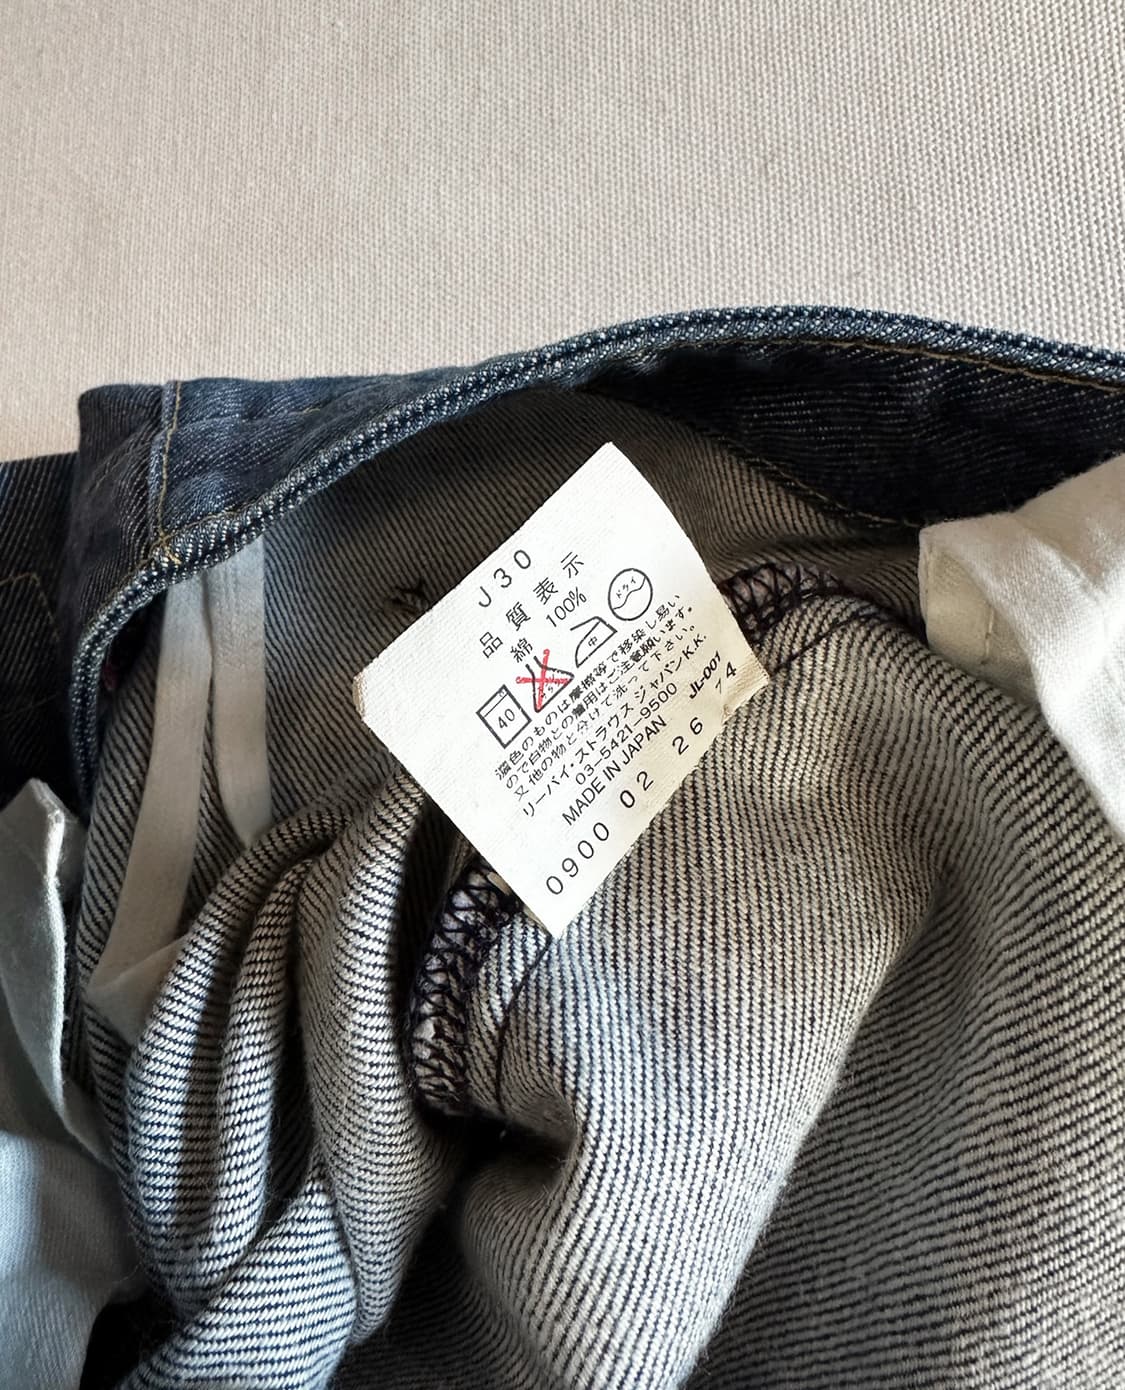 J30
品質表示
綿 100%
40 中 ドライ
濃色のものは摩擦等で移染し易い
ので白物との着用はご注意願います。
又他の物と分けて洗って下さい。
リーバイ・ストラウス ジャパンK.K.
03-5421-9500 JL-001
MADE IN JAPAN 74
0900 02 26